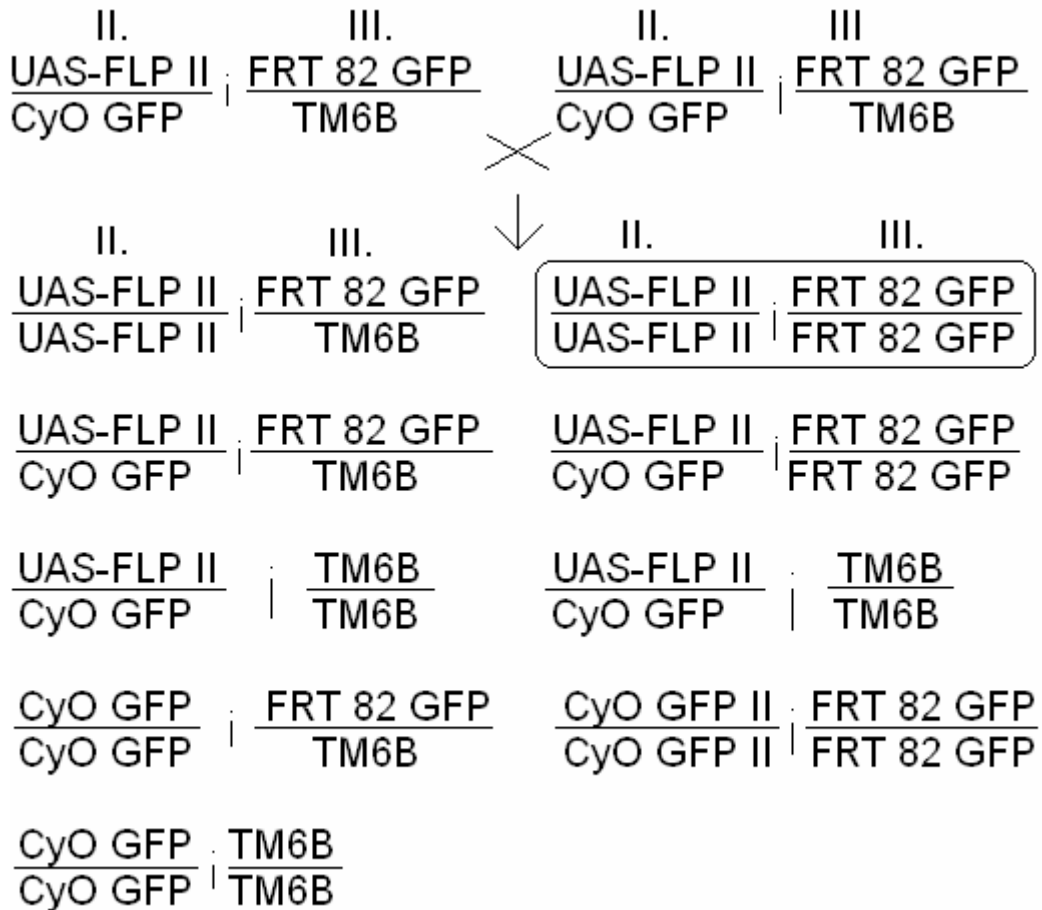 II. III. II. III
UAS-FLP II ; FRT 82 GFP UAS-FLP II ; FRT 82 GFP
CyO GFP TM6B CyO GFP TM6B
II. III. II. III.
UAS-FLP II ; FRT 82 GFP UAS-FLP II ; FRT 82 GFP
UAS-FLP II TM6B UAS-FLP II FRT 82 GFP
UAS-FLP II ; FRT 82 GFP UAS-FLP II ; FRT 82 GFP
CyO GFP TM6B CyO GFP FRT 82 GFP
UAS-FLP II ; TM6B UAS-FLP II ; TM6B
CyO GFP TM6B CyO GFP TM6B
CyO GFP ; FRT 82 GFP CyO GFP II ; FRT 82 GFP
CyO GFP TM6B CyO GFP II FRT 82 GFP
CyO GFP ; TM6B
CyO GFP TM6B